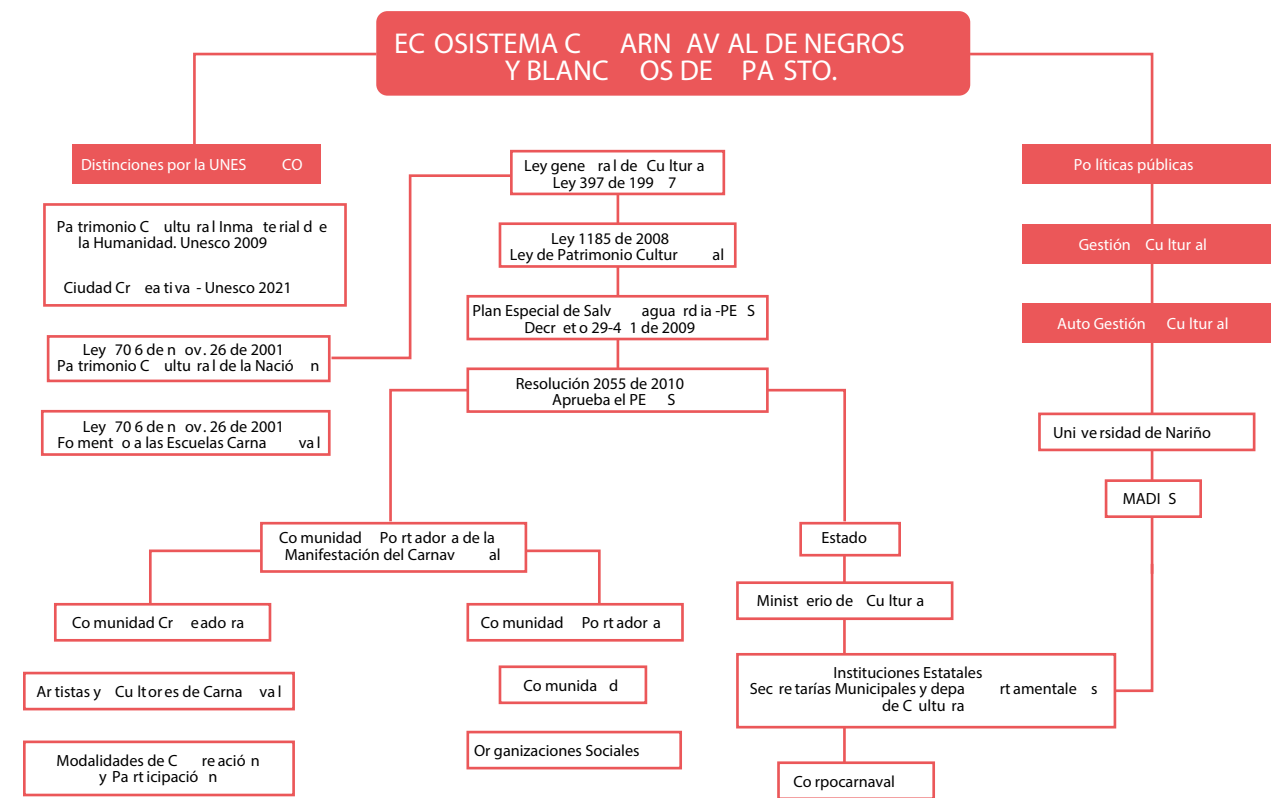 ECOSISTEMA CARNAVAL DE NEGROS
Y BLANCOS DE PASTO.
Distinciones por la UNESCO
Patrimonio Cultural Inmaterial de
la Humanidad. Unesco 2009
Ciudad Creativa - Unesco 2021
Ley 706 de nov. 26 de 2001
Patrimonio Cultural de la Nación
Ley 706 de nov. 26 de 2001
Fomento a las Escuelas Carnaval
Ley general de Cultura
Ley 397 de 1997
Ley 1185 de 2008
Ley de Patrimonio Cultural
Plan Especial de Salvaguardia -PES
Decreto 29-41 de 2009
Resolución 2055 de 2010
Aprueba el PES
Políticas públicas
Gestión Cultural
Auto Gestión Cultural
Universidad de Nariño
MADIS
Comunidad Portadora de la
Manifestación del Carnaval
Comunidad Creadora
Artistas y Cultores de Carnaval
Modalidades de Creación
y Participación
Comunidad Portadora
Comunidad
Organizaciones Sociales
Estado
Ministerio de Cultura
Instituciones Estatales
Secretarías Municipales y departamentales
de Cultura
Corpocarnaval